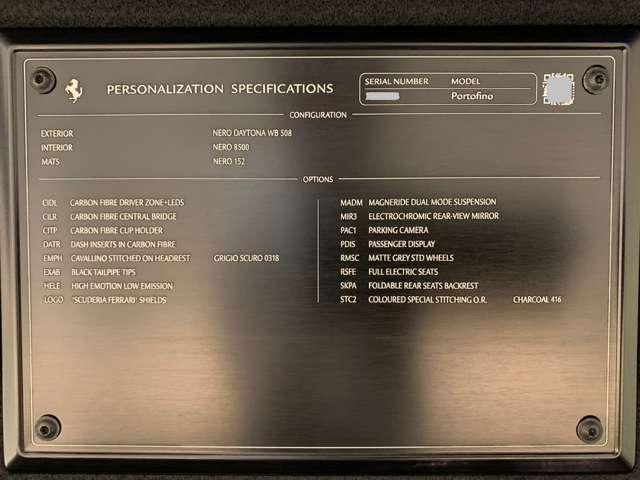 PERSONALIZATION SPECIFICATIONS
SERIAL NUMBER MODEL
Portofino
CONFIGURATION
EXTERIOR NERO DAYTONA WB 508
INTERIOR NERO 8500
MATS NERO 152
OPTIONS
CIDL CARBON FIBRE DRIVER ZONE+LEDS
CILR CARBON FIBRE CENTRAL BRIDGE
CITP CARBON FIBRE CUP HOLDER
DATR DASH INSERTS IN CARBON FIBRE
EMPH CAVALLINO STITCHED ON HEADREST GRIGIO SCURO 0318
EXAB BLACK TAILPIPE TIPS
HELE HIGH EMOTION LOW EMISSION
LOGO 'SCUDERIA FERRARI' SHIELDS
MADM MAGNERIDE DUAL MODE SUSPENSION
MIR3 ELECTROCHROMIC REAR-VIEW MIRROR
PAC1 PARKING CAMERA
PDIS PASSENGER DISPLAY
RMSC MATTE GREY STD WHEELS
RSFE FULL ELECTRIC SEATS
SKPA FOLDABLE REAR SEATS BACKREST
STC2 COLOURED SPECIAL STITCHING O.R. CHARCOAL 416